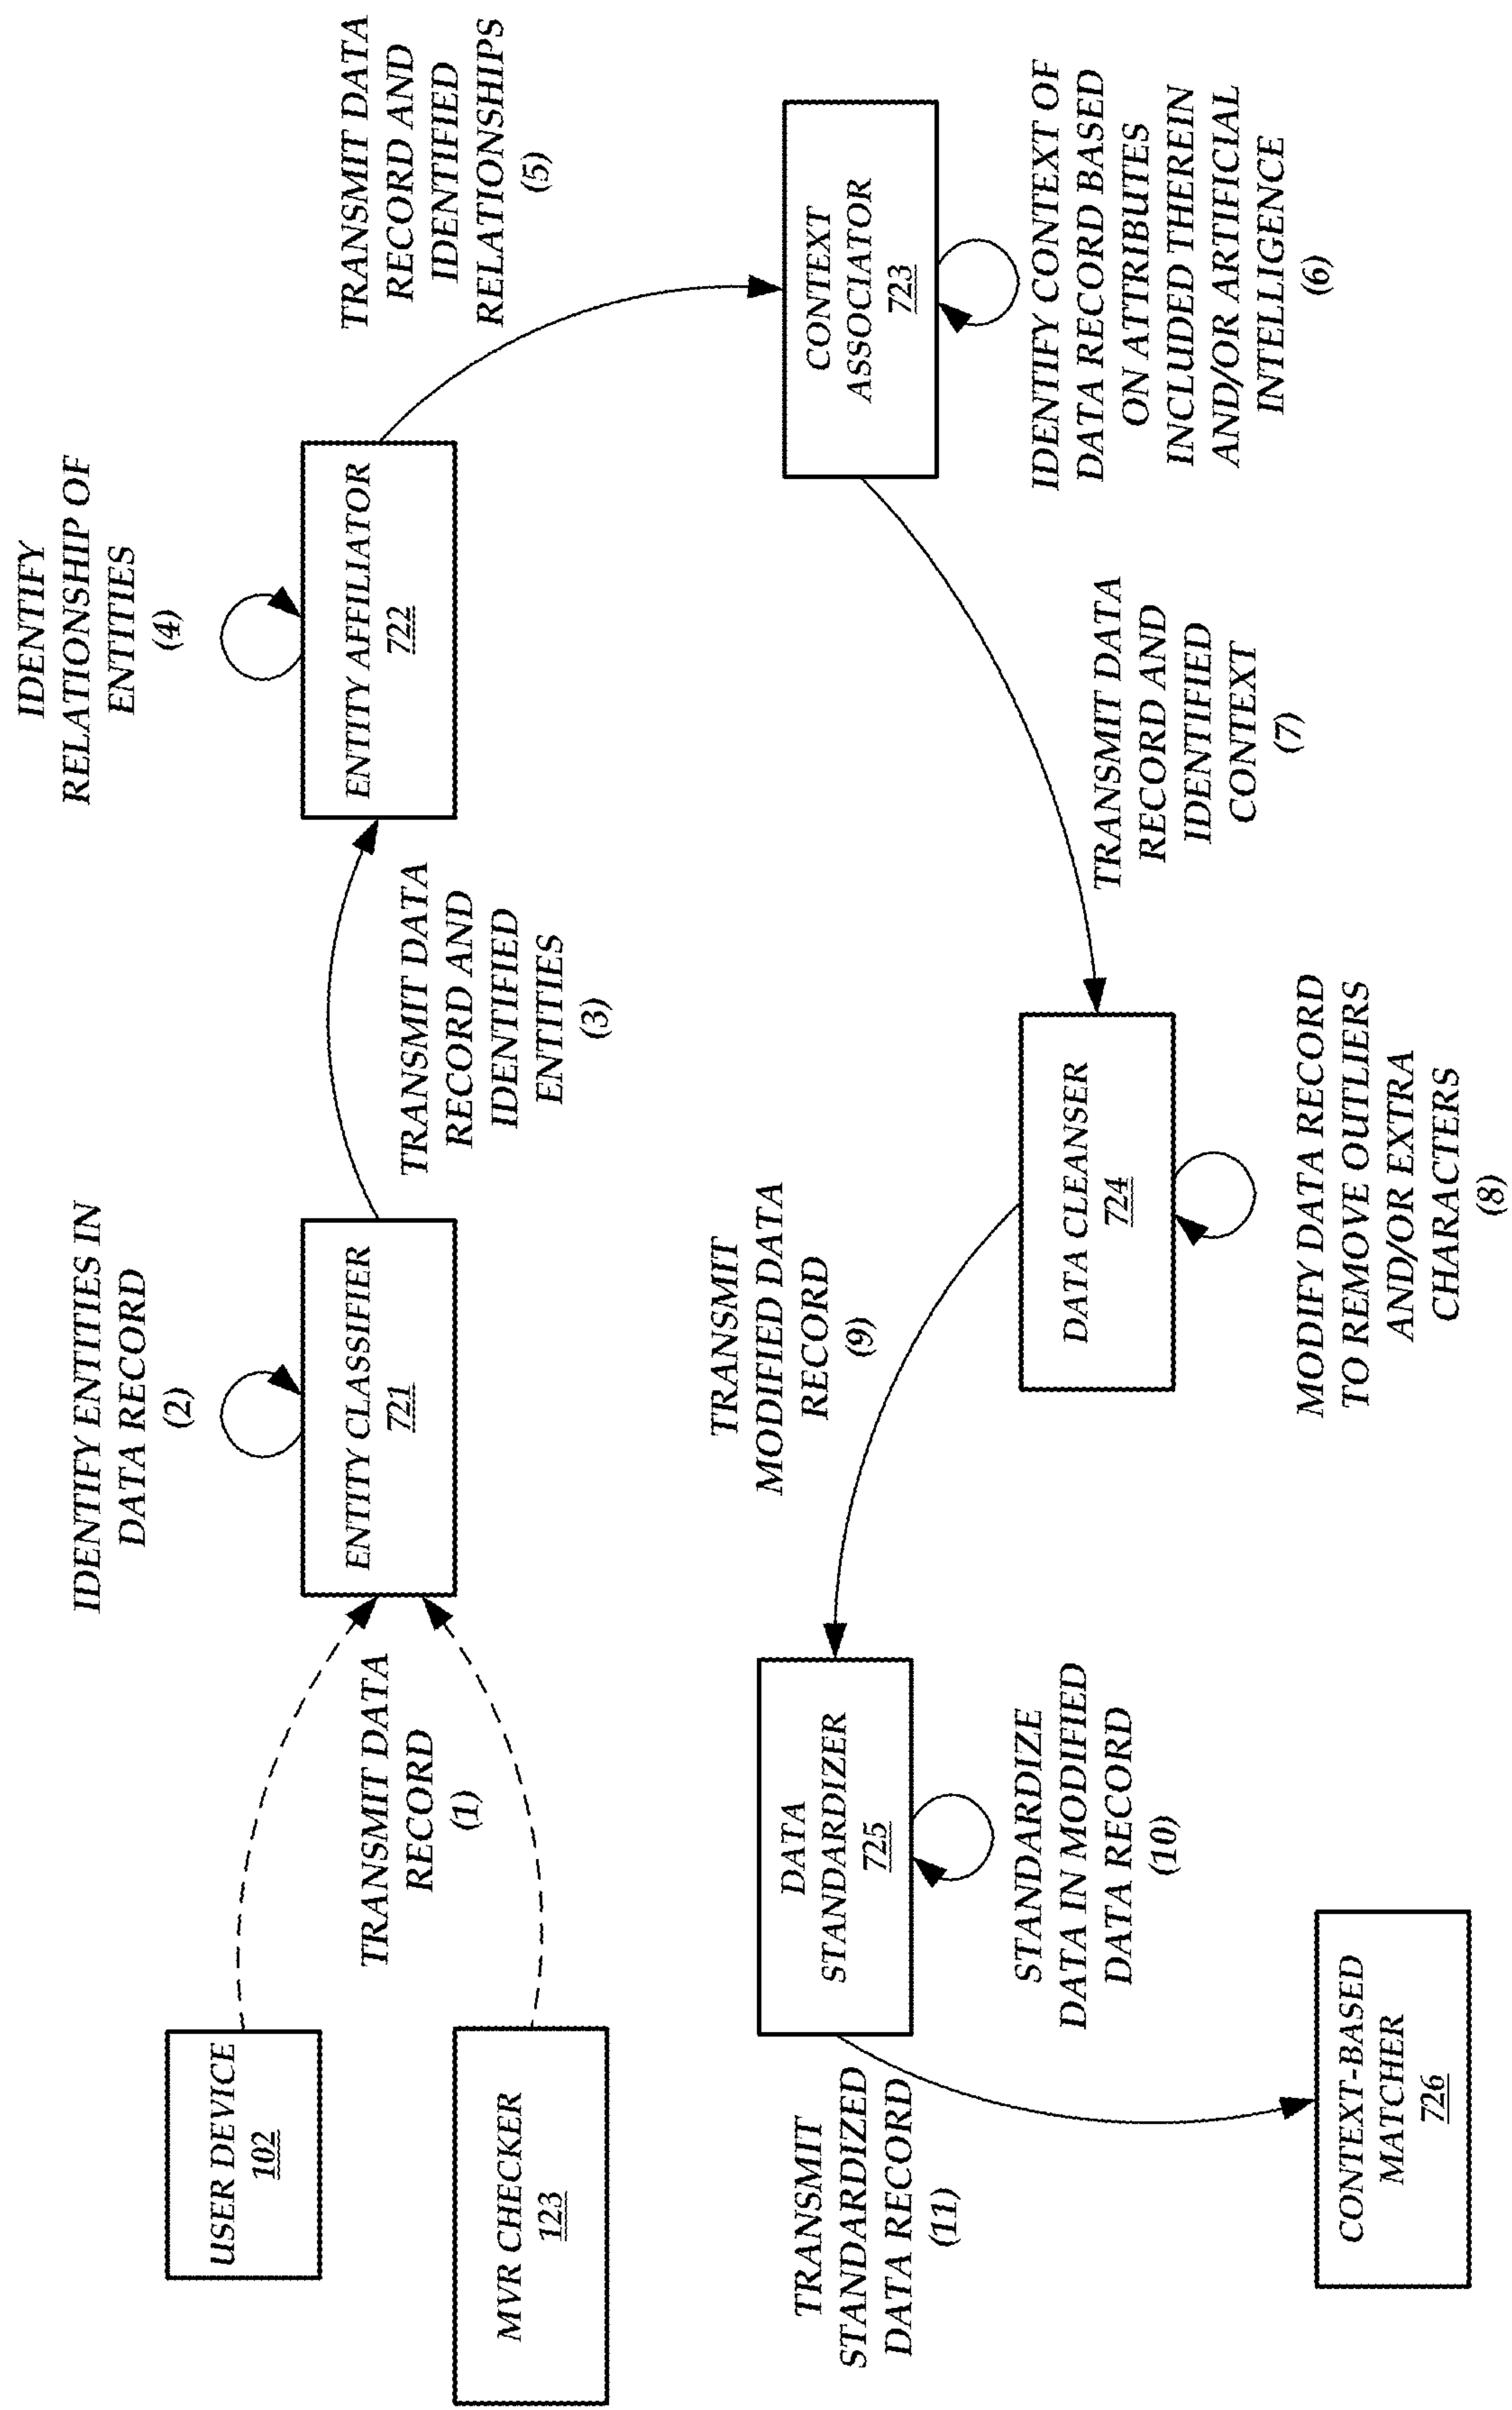 USER DEVICE
102
MVR CHECKER
123
TRANSMIT DATA
RECORD
(1)
IDENTIFY ENTITIES IN
DATA RECORD
(2)
ENTITY CLASSIFIER
721
TRANSMIT DATA
RECORD AND
IDENTIFIED
ENTITIES
(3)
IDENTIFY
RELATIONSHIP OF
ENTITIES
(4)
ENTITY AFFILIATOR
722
TRANSMIT DATA
RECORD AND
IDENTIFIED
RELATIONSHIPS
(5)
CONTEXT
ASSOCIATOR
723
IDENTIFY CONTEXT OF
DATA RECORD BASED
ON ATTRIBUTES
INCLUDED THEREIN
AND/OR ARTIFICIAL
INTELLIGENCE
(6)
TRANSMIT DATA
RECORD AND
IDENTIFIED
CONTEXT
(7)
DATA CLEANSER
724
MODIFY DATA RECORD
TO REMOVE OUTLIERS
AND/OR EXTRA
CHARACTERS
(8)
TRANSMIT
MODIFIED DATA
RECORD
(9)
DATA
STANDARDIZER
725
STANDARDIZE
DATA IN MODIFIED
DATA RECORD
(10)
TRANSMIT
STANDARDIZED
DATA RECORD
(11)
CONTEXT-BASED
MATCHER
726